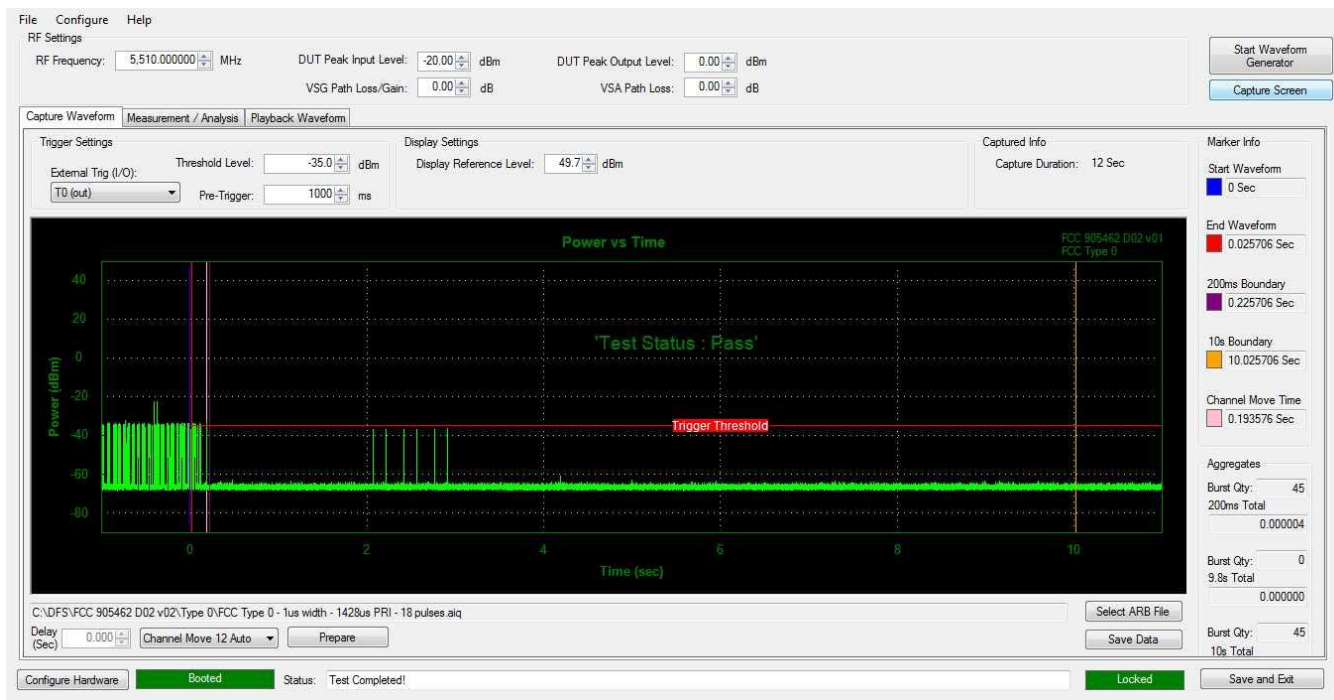 File Configure Help
RF Settings
RF Frequency: 5,510.000000 MHz DUT Peak Input Level: -20.00 dBm DUT Peak Output Level: 0.00 dBm
VSG Path Loss/Gain: 0.00 dB VSA Path Loss: 0.00 dB
Start Waveform
Generator
Capture Screen
Capture Waveform Measurement / Analysis Playback Waveform
Trigger Settings
External Trig (I/O):
T0 (out)
Threshold Level: -35.0 dBm
Pre-Trigger: 1000 ms
Display Settings
Display Reference Level: 49.7 dBm
Captured Info
Capture Duration: 12 Sec
Marker Info
Start Waveform
0 Sec
End Waveform
0.025706 Sec
200ms Boundary
0.225706 Sec
10s Boundary
10.025706 Sec
Channel Move Time
0.193576 Sec
Aggregates
Burst Qty: 45
200ms Total
0.000004
Burst Qty: 0
9.8s Total
0.000000
Burst Qty: 45
10s Total
Power vs Time
FCC 905462 D02 v01
FCC Type 0
'Test Status : Pass'
Trigger Threshold
Power (dBm)
40
20
0
-20
-40
-60
-80
0 2 4 6 8 10
Time (sec)
C:\DFS\FCC 905462 D02 v02\Type 0\FCC Type 0 - 1us width - 1428us PRI - 18 pulses.aiq
Select ARB File
Delay
(Sec) 0.000 Channel Move 12 Auto Prepare
Save Data
Configure Hardware Booted Status: Test Completed! Locked Save and Exit